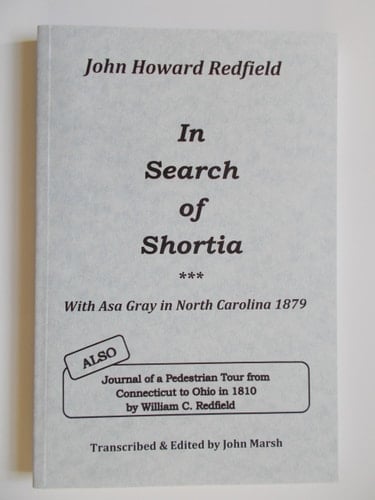 John Howard Redfield
In
Search
of
Shortia
***
With Asa Gray in North Carolina 1879
ALSO
Journal of a Pedestrian Tour from
Connecticut to Ohio in 1810
by William C. Redfield
Transcribed & Edited by John Marsh